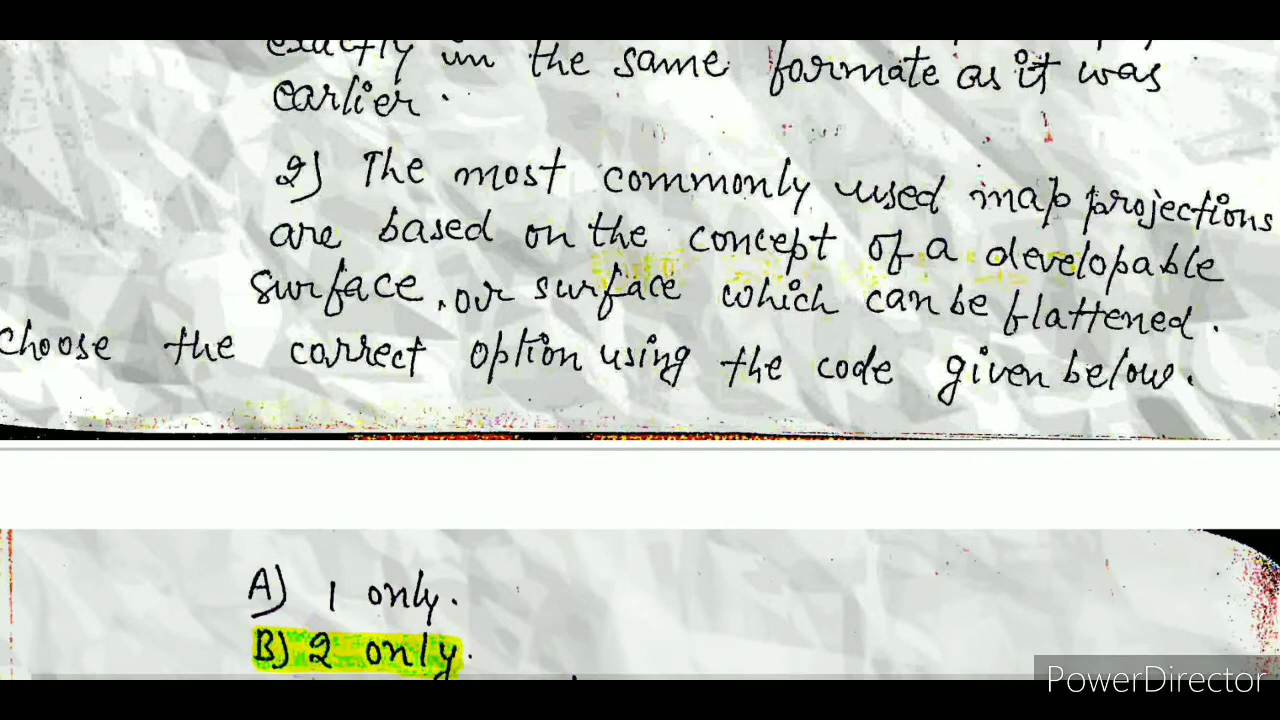 exactly in the same formate as it was
earlier.
2) The most commonly used map projections
are based on the concept of a developable
surface, or surface which can be flattened.
choose the correct option using the code given below.
A) 1 only.
B) 2 only.
PowerDirector